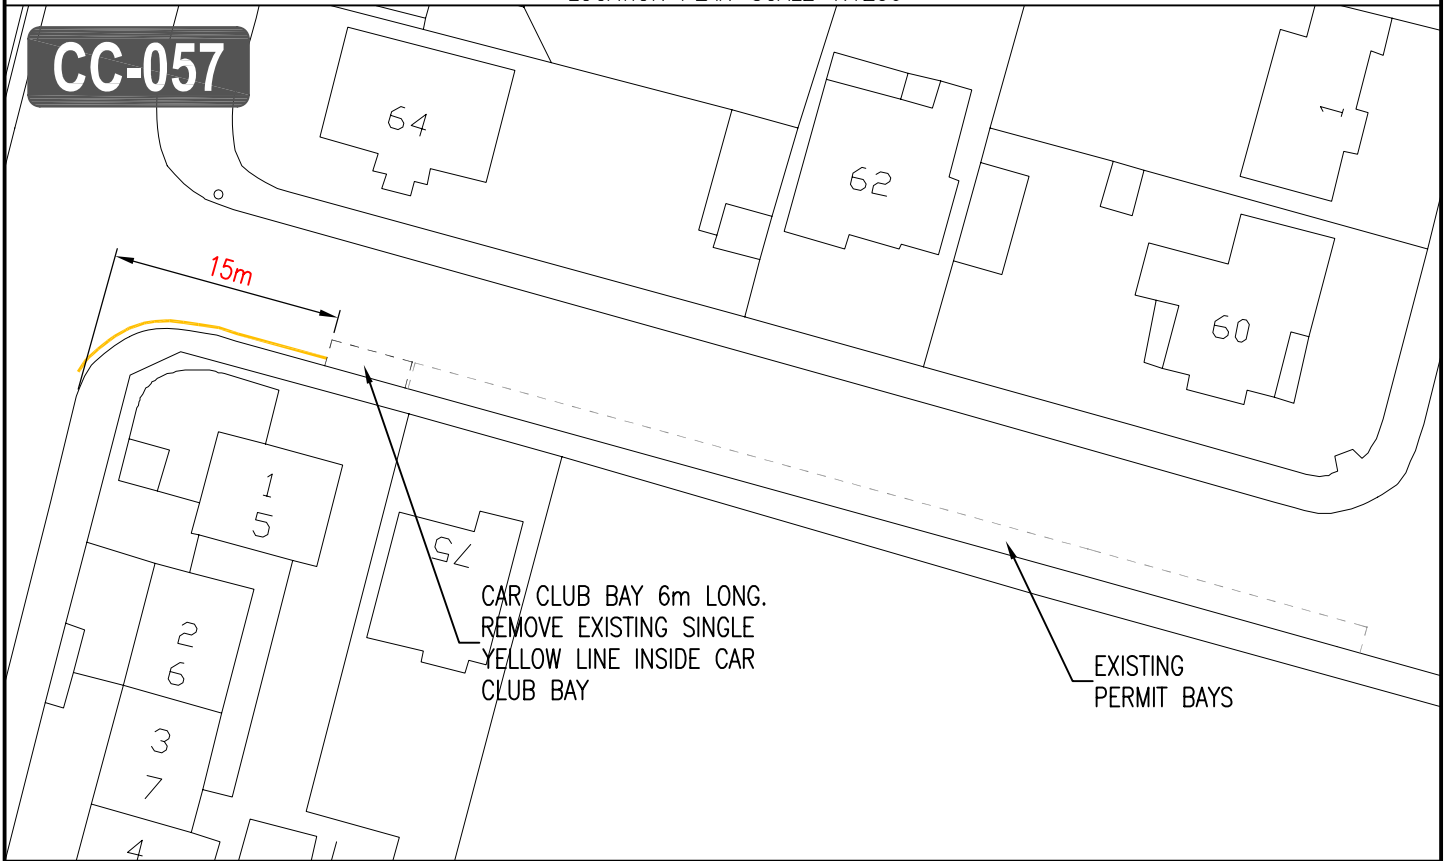 CC-057
64
62
1
60
15m
1
5
75
CAR CLUB BAY 6m LONG.
REMOVE EXISTING SINGLE
YELLOW LINE INSIDE CAR
CLUB BAY
2
6
EXISTING
PERMIT BAYS
3
7
4